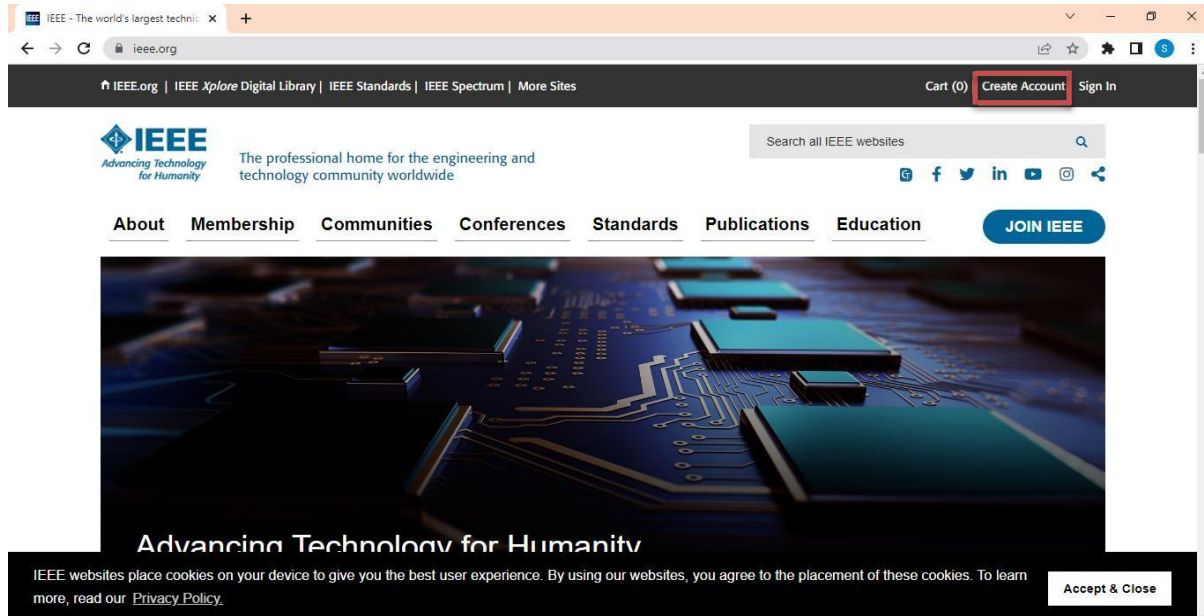 IEEE - The world's largest technic
ieee.org
S
IEEE.org | IEEE Xplore Digital Library | IEEE Standards | IEEE Spectrum | More Sites
Cart (0) | Create Account Sign In
IEEE
Advancing Technology
for Humanity
The professional home for the engineering and
technology community worldwide
Search all IEEE websites
About Membership Communities Conferences Standards Publications Education
JOIN IEEE
Advancing Technology for Humanity
IEEE websites place cookies on your device to give you the best user experience. By using our websites, you agree to the placement of these cookies. To learn
more, read our Privacy Policy.
Accept & Close